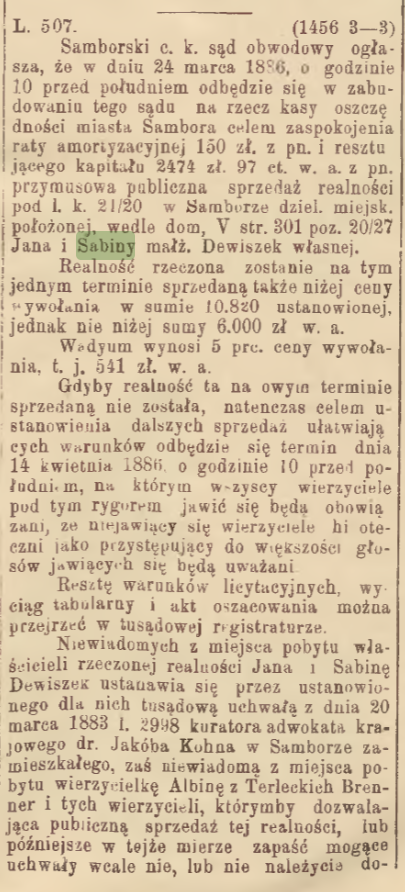 L. 507. (1456 3—3)
Samborski c. k. sąd obwodowy ogła-
sza, że w dniu 24 marca 1886, o godzinie
10 przed południem odbędzie się w zabu-
dowaniu tego sądu na rzecz kasy oszczę
dności miasta Sambora celem zaspokojenia
raty amortyzacyjnej 150 zł. z pn. i resztu
jącego kapitału 2474 zł. 97 ct. w. a. z pn.
przymusowa publiczna sprzedaż realności
pod l. k. 21/20 w Samborze dziel. miejsk.
położonej, wedle dom, V str. 301 poz. 20/27
Jana i Sabiny małż. Dewiszek własnej.
Realność rzeczona zostanie na tym
jednym terminie sprzedaną także niżej ceny
wywołania w sumie 10.820 ustanowionej,
jednak nie niżej sumy 6.000 zł w. a.
Wadyum wynosi 5 prc. ceny wywoła-
nia, t. j. 541 zł. w. a.
Gdyby realność ta na owym terminie
sprzedaną nie została, natenczas celem u-
stanowienia dalszych sprzedaż ułatwiają
cych warunków odbędzie się termin dnia
14 kwietnia 1886 o godzinie 10 przed po-
łudniem, na którym wszyscy wierzyciele
pod tym rygorem jawić się będą obowią
zani, że niejawiący się wierzyciele hi ote-
czni jako przystępujący do większości gło-
sów jawiących się będą uważani
Resztę warunków licytacyjnych, wy-
ciąg tabularny i akt oszacowania można
przejrzeć w tusądowej registraturze.
Niewiadomych z miejsca pobytu wła-
ścicieli rzeczonej realności Jana i Sabinę
Dewiszek ustanawia się przez ustanowio-
nego dla nich tusądową uchwałą z dnia 20
marca 1883 l. 2998 kuratora adwokata kra-
jowego dr. Jakóba Kohna w Samborze za-
mieszkałego, zaś niewiadomą z miejsca po-
bytu wierzycielkę Albinę z Terleckich Bren-
ner i tych wierzycieli, którymby dozwala-
jąca publiczną sprzedaż tej realności, lub
późniejsze w tejże mierze zapaść mogące
uchwały wcale nie, lub nie należycie do-